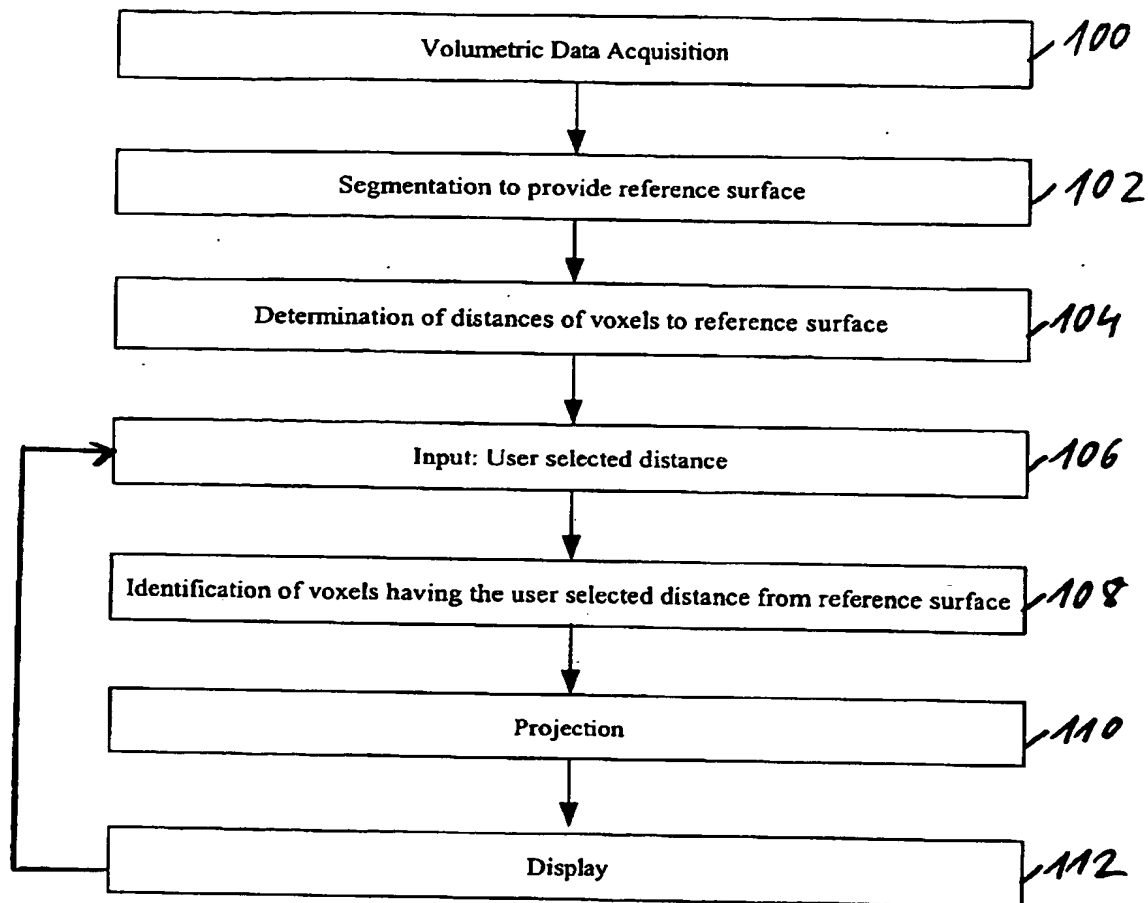 Volumetric Data Acquisition 100
Segmentation to provide reference surface 102
Determination of distances of voxels to reference surface 104
Input: User selected distance 106
Identification of voxels having the user selected distance from reference surface 108
Projection 110
Display 112